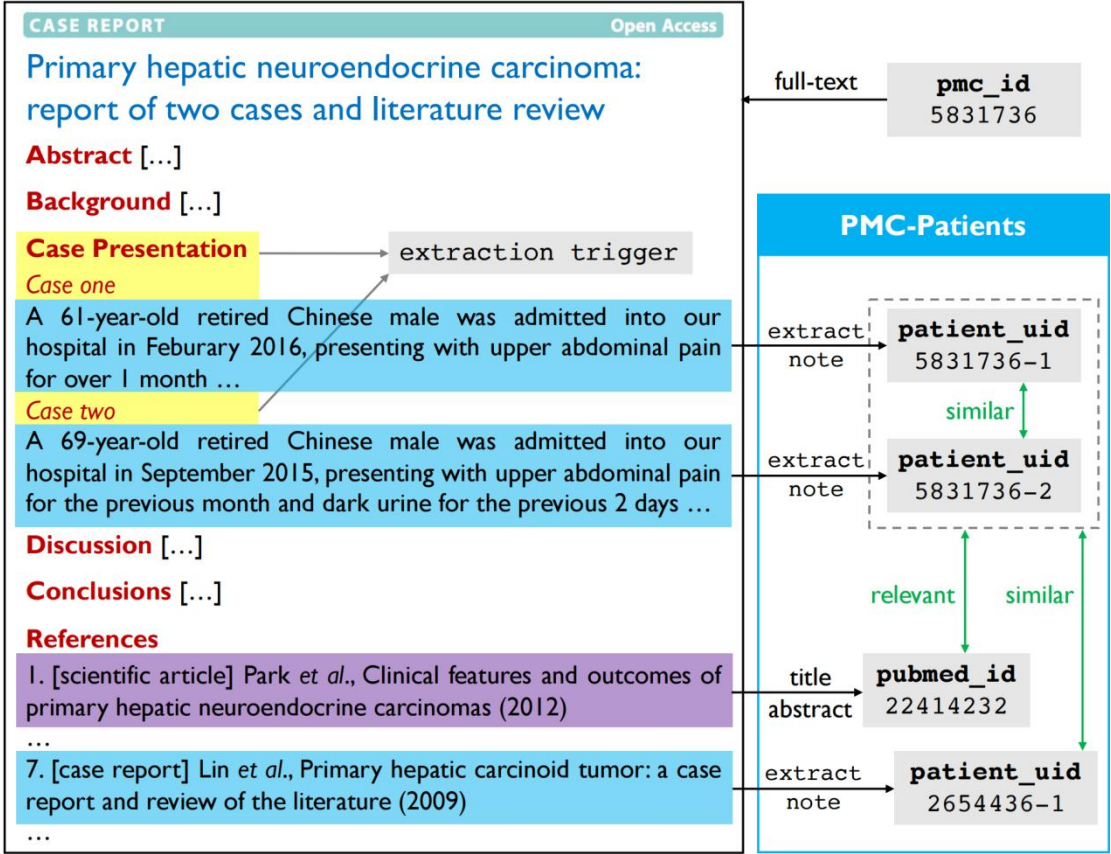 CASE REPORT
Open Access
Primary hepatic neuroendocrine carcinoma:
report of two cases and literature review
Abstract […]
Background […]
Case Presentation
Case one
A 61-year-old retired Chinese male was admitted into our
hospital in Feburary 2016, presenting with upper abdominal pain
for over 1 month …
Case two
A 69-year-old retired Chinese male was admitted into our
hospital in September 2015, presenting with upper abdominal pain
for the previous month and dark urine for the previous 2 days …
Discussion […]
Conclusions […]
References
1. [scientific article] Park et al., Clinical features and outcomes of
primary hepatic neuroendocrine carcinomas (2012)
…
7. [case report] Lin et al., Primary hepatic carcinoid tumor: a case
report and review of the literature (2009)
…
extraction trigger
full-text
pmc_id
5831736
PMC-Patients
extract
note
patient_uid
5831736-1
similar
extract
note
patient_uid
5831736-2
relevant
similar
title
abstract
pubmed_id
22414232
extract
note
patient_uid
2654436-1